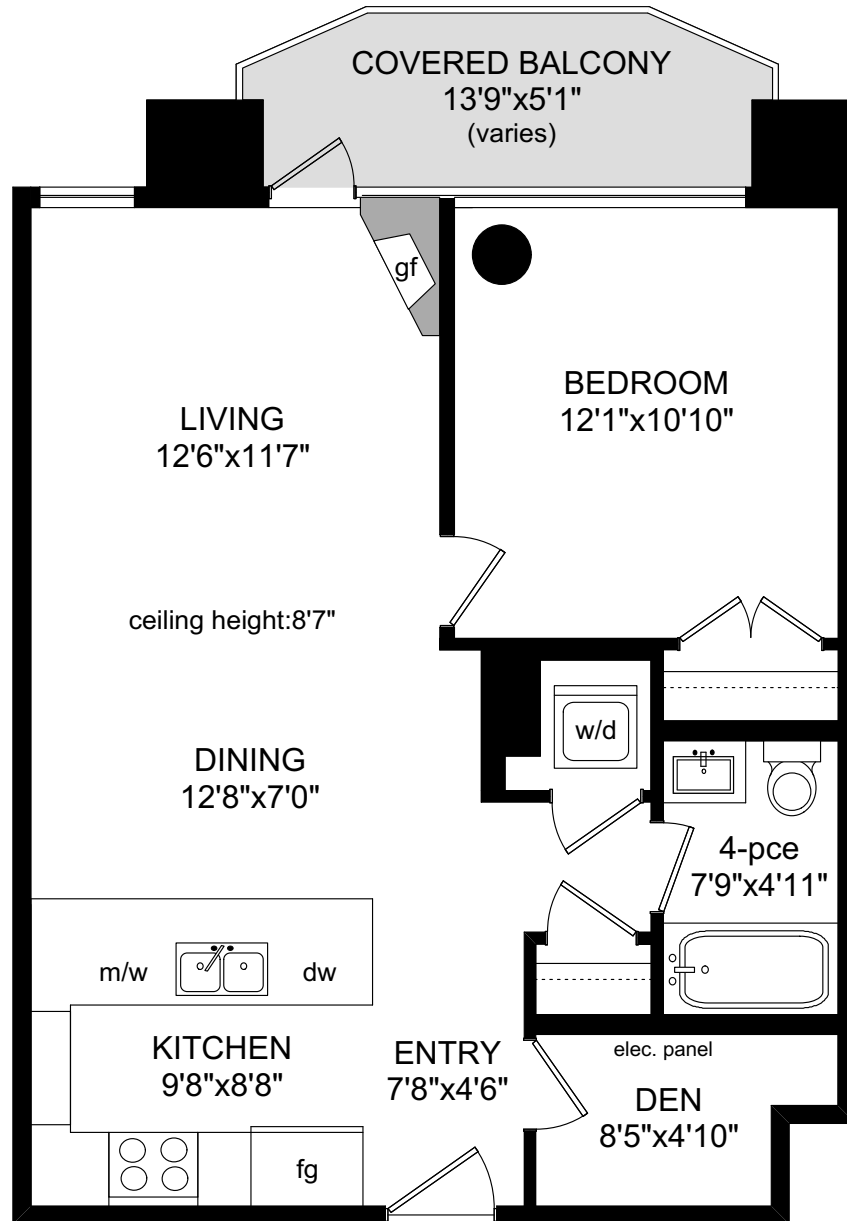 COVERED BALCONY
13'9"x5'1"
(varies)
gf
BEDROOM
12'1"x10'10"
LIVING
12'6"x11'7"
ceiling height:8'7"
w/d
DINING
12'8"x7'0"
4-pce
7'9"x4'11"
m/w
dw
KITCHEN
9'8"x8'8"
ENTRY
7'8"x4'6"
elec. panel
DEN
8'5"x4'10"
fg